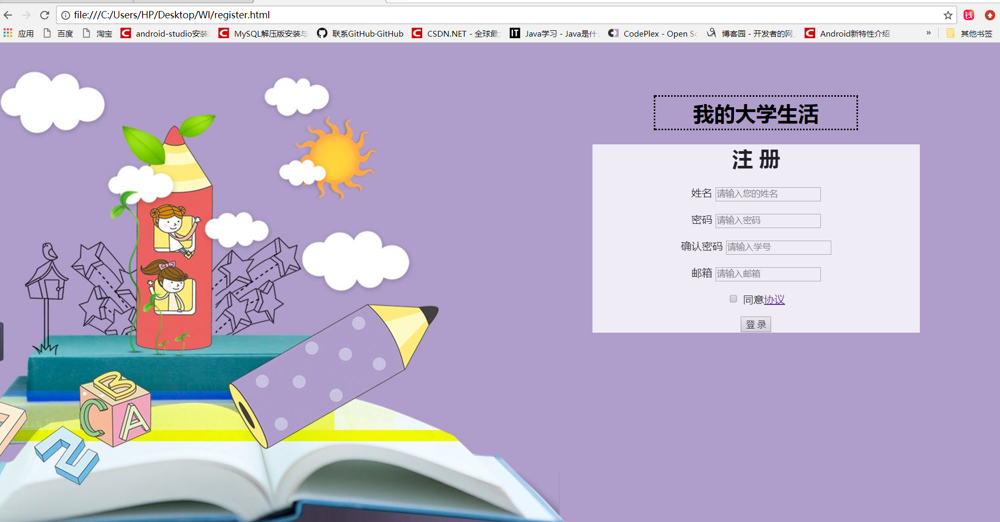 file:///C:/Users/HP/Desktop/WI/register.html
钱
应用 百度 淘宝 C android-studio安装 C MySQL解压版安装与 联系GitHub·GitHub C CSDN.NET - 全球最 IT Java学习 - Java是什 CodePlex - Open S 博客园 - 开发者的网 C Android新特性介绍 » 其他书签
我的大学生活
注 册
姓名 请输入您的姓名
密码 请输入密码
确认密码 请输入学号
邮箱 请输入邮箱
同意协议
登 录
B
C A